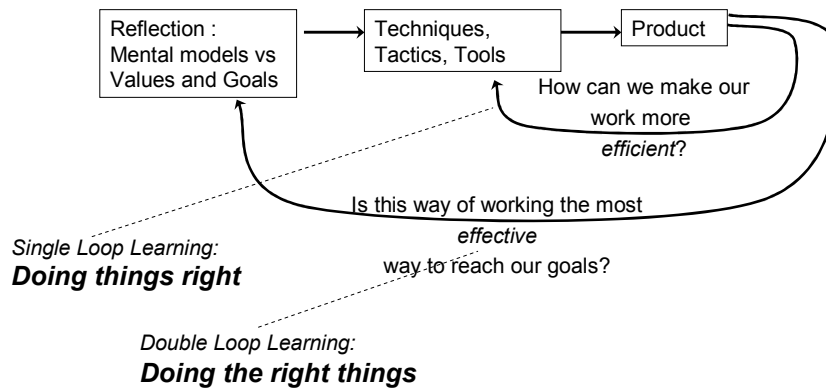 Reflection :
Mental models vs
Values and Goals
Techniques,
Tactics, Tools
Product
How can we make our
work more
efficient?
Is this way of working the most
effective
way to reach our goals?
Single Loop Learning:
Doing things right
Double Loop Learning:
Doing the right things